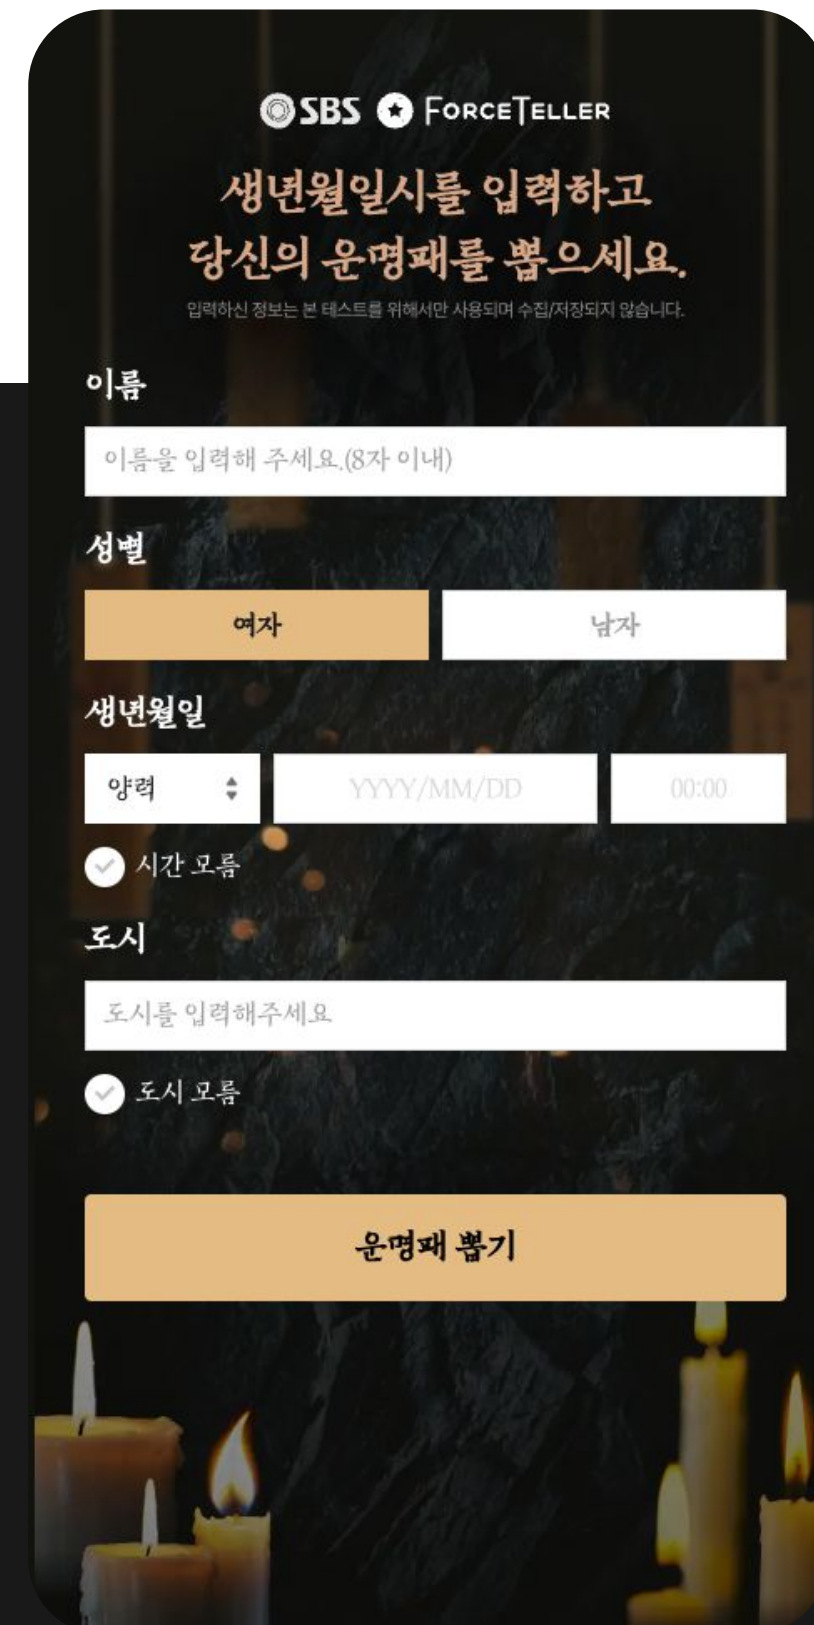 SBS FORCETELLER
생년월일시를 입력하고
당신의 운명패를 뽑으세요.
입력하신 정보는 본 테스트를 위해서만 사용되며 수집/저장되지 않습니다.
이름
이름을 입력해 주세요.(8자 이내)
성별
여자 남자
생년월일
양력 YYYY/MM/DD 00:00
시간 모름
도시
도시를 입력해주세요
도시 모름
운명패 뽑기